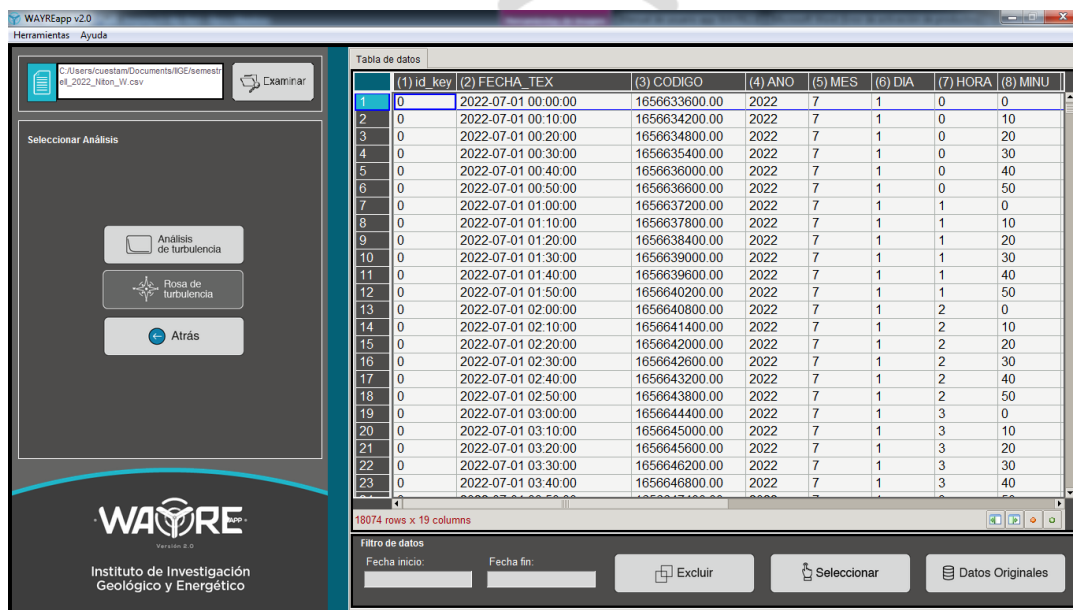 WAYREapp v2.0
Herramientas Ayuda
C:/Users/cuestam/Documents/IIGE/semestr
ell_2022_Niton_W.csv
Examinar
Seleccionar Análisis
Análisis
de turbulencia
Rosa de
turbulencia
Atrás
WAYRE APP
Versión 2.0
Instituto de Investigación
Geológico y Energético
Tabla de datos
(1) id_key (2) FECHA_TEX (3) CODIGO (4) ANO (5) MES (6) DIA (7) HORA (8) MINU
1 0 2022-07-01 00:00:00 1656633600.00 2022 7 1 0 0
2 0 2022-07-01 00:10:00 1656634200.00 2022 7 1 0 10
3 0 2022-07-01 00:20:00 1656634800.00 2022 7 1 0 20
4 0 2022-07-01 00:30:00 1656635400.00 2022 7 1 0 30
5 0 2022-07-01 00:40:00 1656636000.00 2022 7 1 0 40
6 0 2022-07-01 00:50:00 1656636600.00 2022 7 1 0 50
7 0 2022-07-01 01:00:00 1656637200.00 2022 7 1 1 0
8 0 2022-07-01 01:10:00 1656637800.00 2022 7 1 1 10
9 0 2022-07-01 01:20:00 1656638400.00 2022 7 1 1 20
10 0 2022-07-01 01:30:00 1656639000.00 2022 7 1 1 30
11 0 2022-07-01 01:40:00 1656639600.00 2022 7 1 1 40
12 0 2022-07-01 01:50:00 1656640200.00 2022 7 1 1 50
13 0 2022-07-01 02:00:00 1656640800.00 2022 7 1 2 0
14 0 2022-07-01 02:10:00 1656641400.00 2022 7 1 2 10
15 0 2022-07-01 02:20:00 1656642000.00 2022 7 1 2 20
16 0 2022-07-01 02:30:00 1656642600.00 2022 7 1 2 30
17 0 2022-07-01 02:40:00 1656643200.00 2022 7 1 2 40
18 0 2022-07-01 02:50:00 1656643800.00 2022 7 1 2 50
19 0 2022-07-01 03:00:00 1656644400.00 2022 7 1 3 0
20 0 2022-07-01 03:10:00 1656645000.00 2022 7 1 3 10
21 0 2022-07-01 03:20:00 1656645600.00 2022 7 1 3 20
22 0 2022-07-01 03:30:00 1656646200.00 2022 7 1 3 30
23 0 2022-07-01 03:40:00 1656646800.00 2022 7 1 3 40
18074 rows x 19 columns
Filtro de datos
Fecha inicio: Fecha fin:
Excluir
Seleccionar
Datos Originales